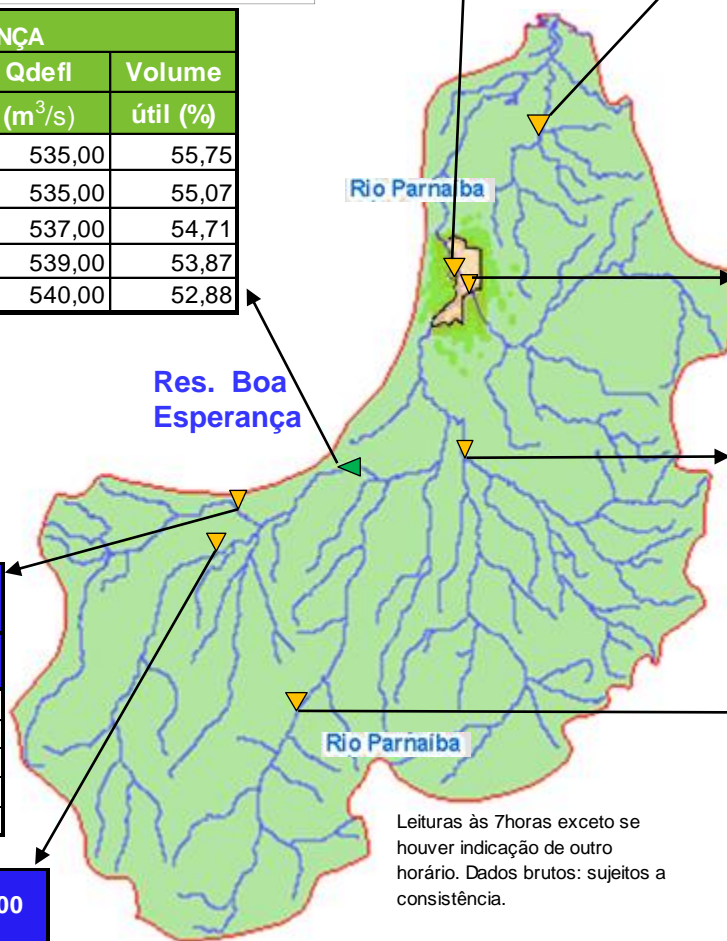 NÇA
Qdefl Volume
(m³/s) útil (%)
535,00 55,75
535,00 55,07
537,00 54,71
539,00 53,87
540,00 52,88
Rio Parnaíba
Res. Boa
Esperança
Rio Parnaíba
Leituras às 7horas exceto se
houver indicação de outro
horário. Dados brutos: sujeitos a
consistência.
00